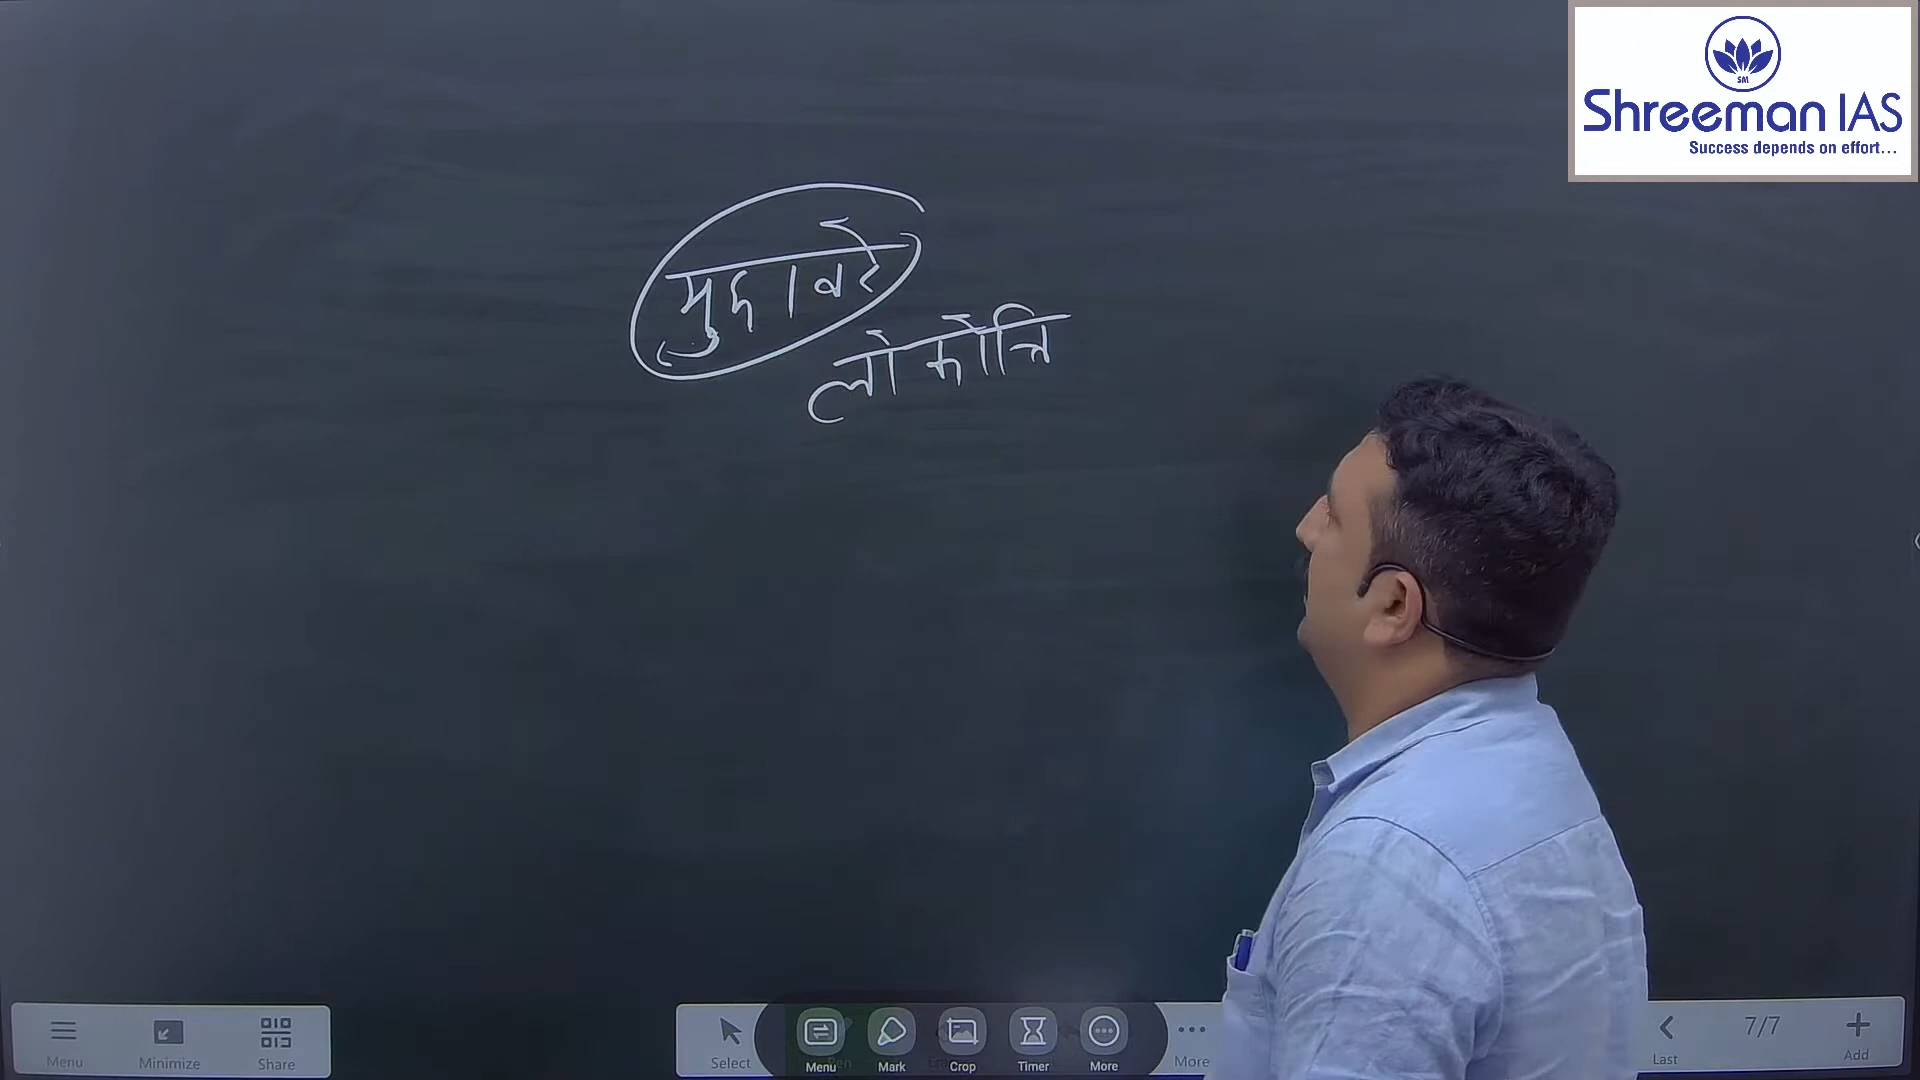 SM
Shreeman IAS
Success depends on effort...
मुहावरे
लोकोक्ति
Menu
Minimize
Share
Select
Menu
Mark
Crop
Timer
More
More
Last
7/7
Add